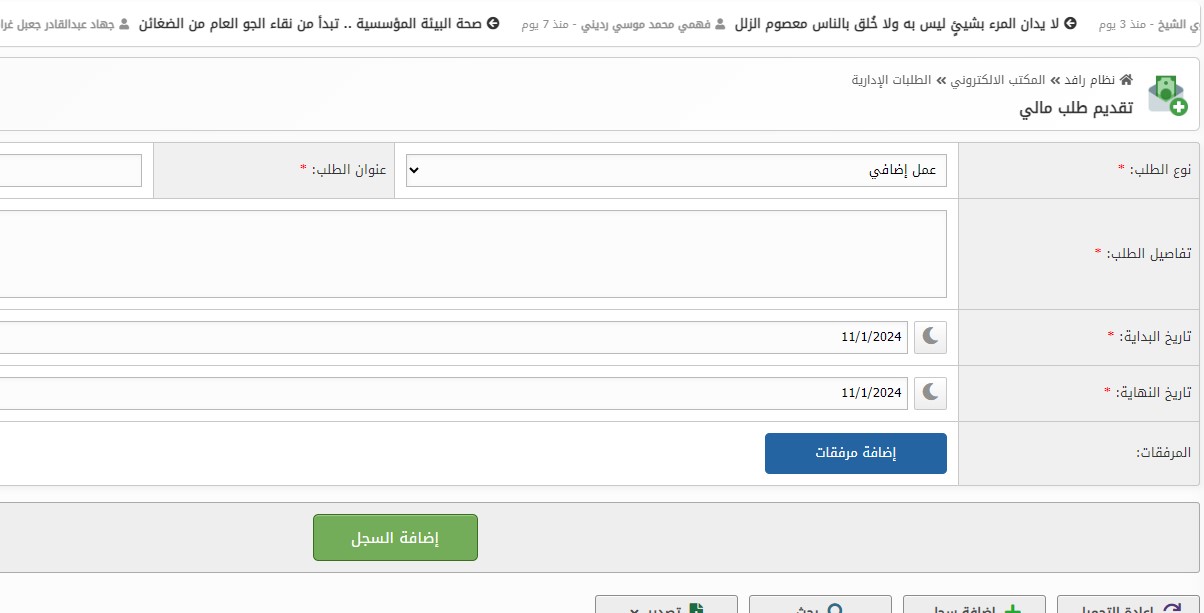 ي الشيخ - منذ 3 يوم لا يدان المرء بشيئٍ ليس به ولا خُلق بالناس معصوم الزلل فهمي محمد موسي رديني - منذ 7 يوم صحة البيئة المؤسسية .. تبدأ من نقاء الجو العام من الضغائن جهاد عبدالقادر جعبل غرا
نظام رافد » المكتب الالكتروني » الطلبات الإدارية
تقديم طلب مالي
نوع الطلب: * عمل إضافي عنوان الطلب: *
تفاصيل الطلب: *
تاريخ البداية: * 11/1/2024
تاريخ النهاية: * 11/1/2024
المرفقات: إضافة مرفقات
إضافة السجل
إعادة التحميل إضافة سجل بحث تصدير